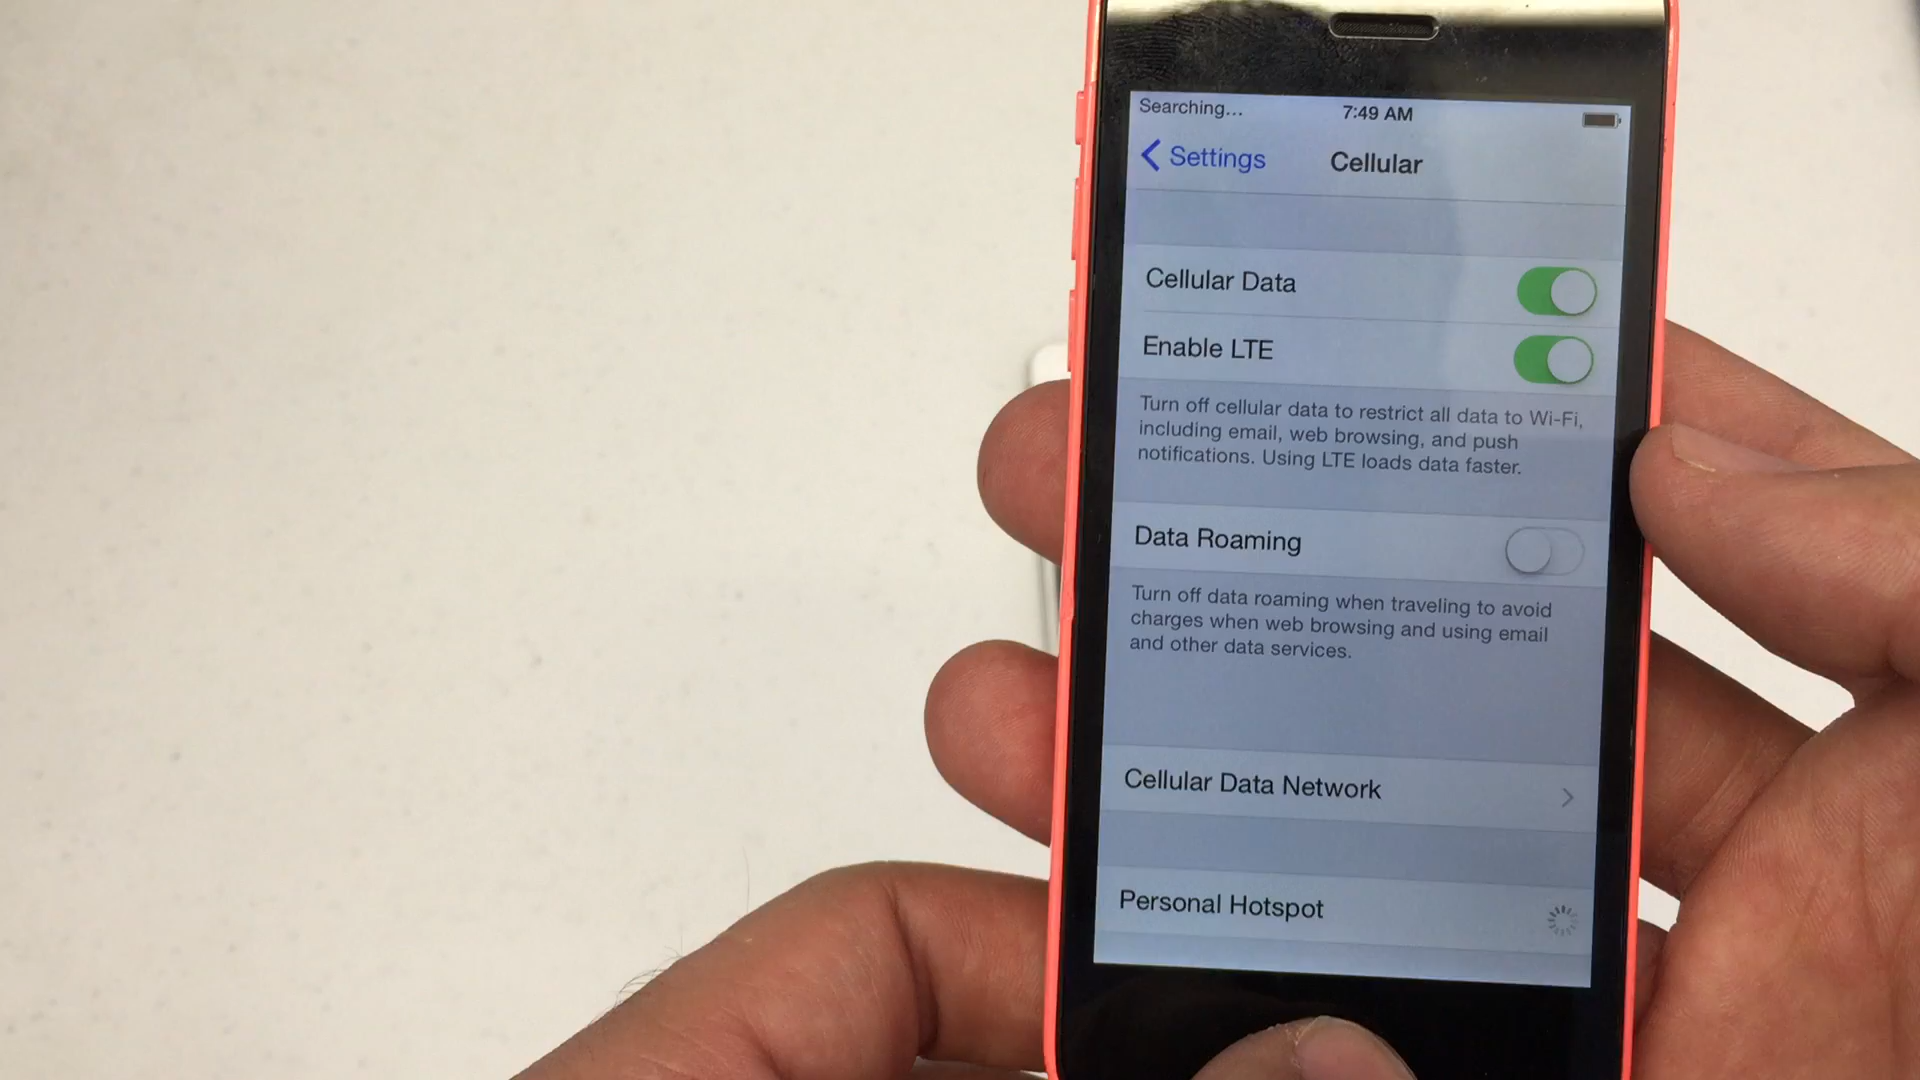 Searching...
7:49 AM
Settings
Cellular
Cellular Data
Enable LTE
Turn off cellular data to restrict all data to Wi-Fi,
including email, web browsing, and push
notifications. Using LTE loads data faster.
Data Roaming
Turn off data roaming when traveling to avoid
charges when web browsing and using email
and other data services.
Cellular Data Network
Personal Hotspot